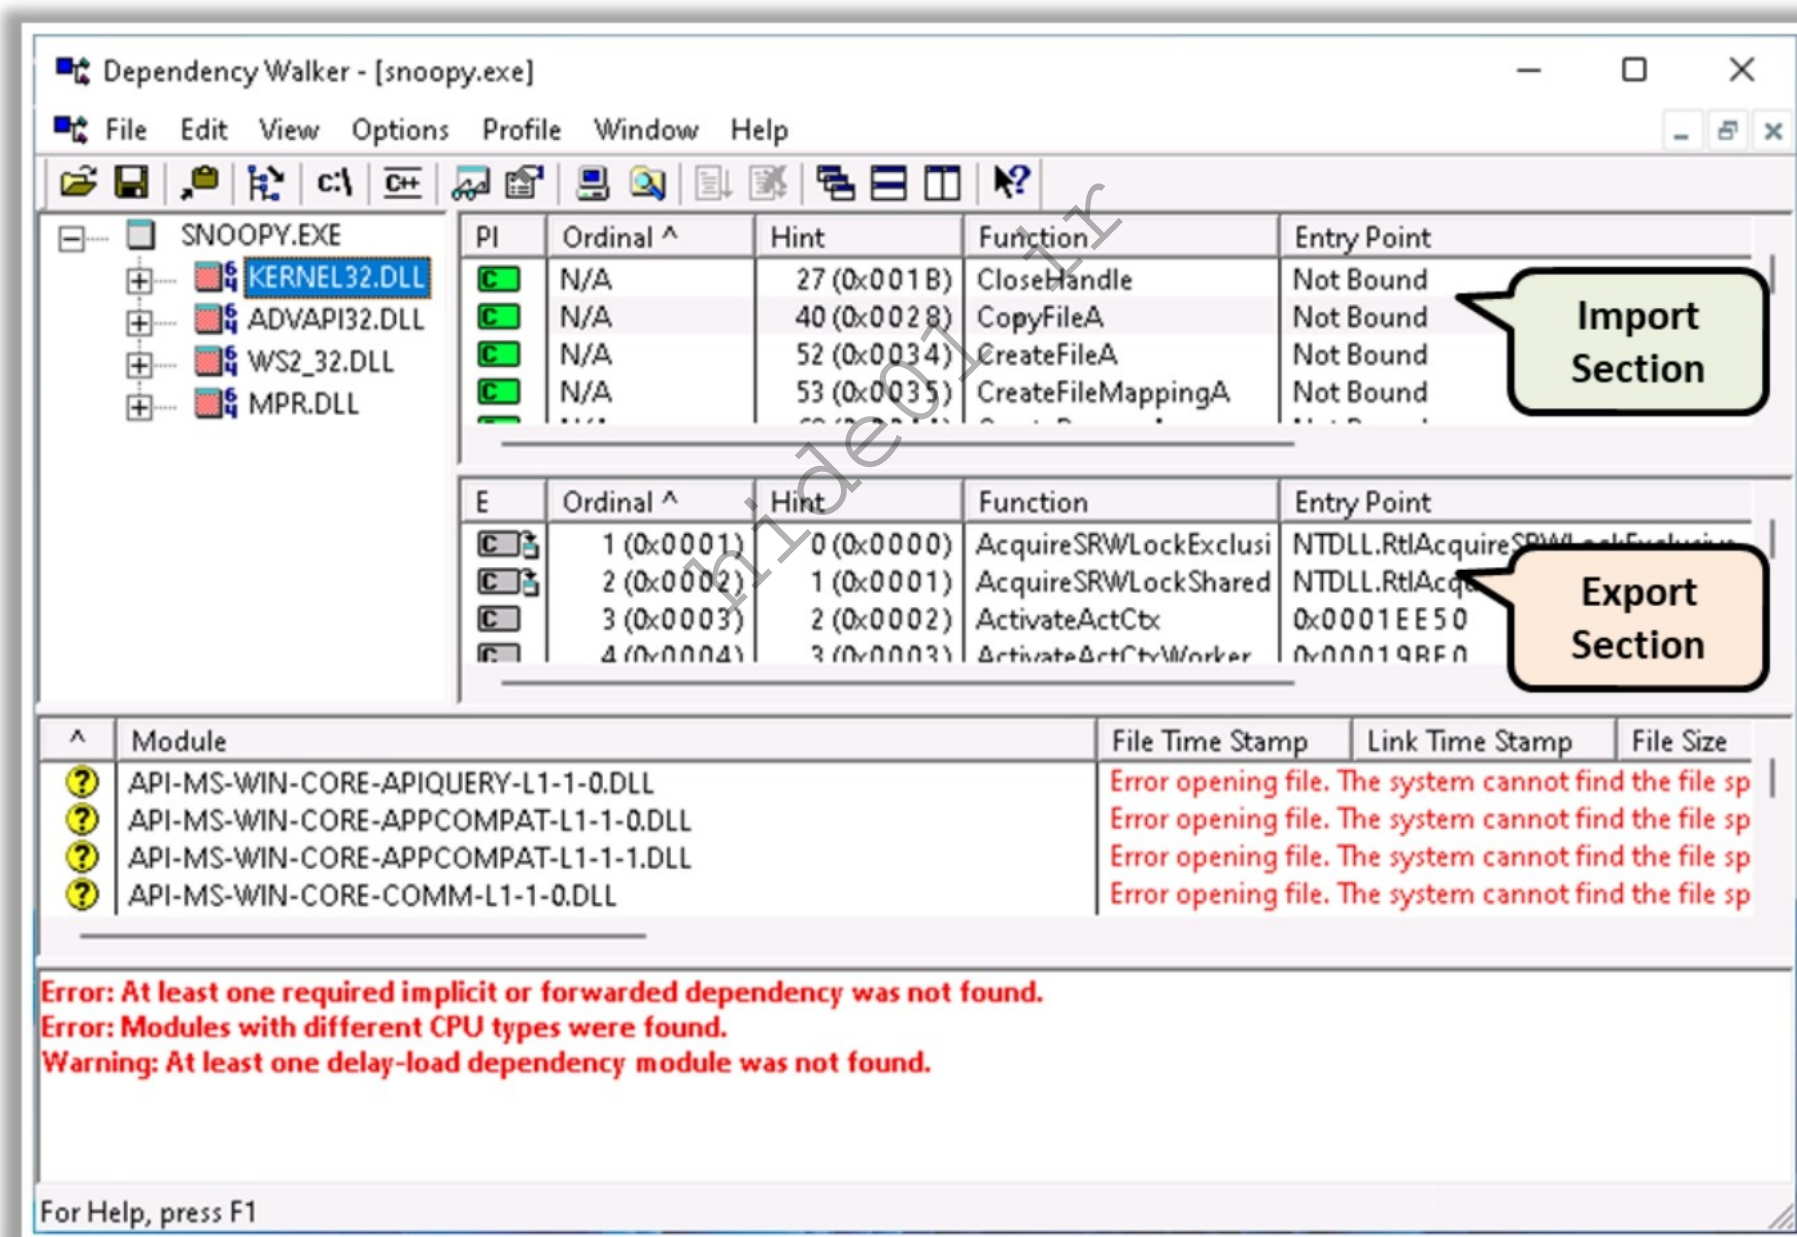 Dependency Walker - [snoopy.exe]
File Edit View Options Profile Window Help
C:\ C++
SNOOPY.EXE
KERNEL32.DLL
ADVAPI32.DLL
WS2_32.DLL
MPR.DLL
PI Ordinal ^ Hint Function Entry Point
C N/A 27 (0x001B) CloseHandle Not Bound
C N/A 40 (0x0028) CopyFileA Not Bound
C N/A 52 (0x0034) CreateFileA Not Bound
C N/A 53 (0x0035) CreateFileMappingA Not Bound
Import
Section
E Ordinal ^ Hint Function Entry Point
C 1 (0x0001) 0 (0x0000) AcquireSRWLockExclusi NTDLL.RtlAcquireSRWLockExclusive
C 2 (0x0002) 1 (0x0001) AcquireSRWLockShared NTDLL.RtlAcq
C 3 (0x0003) 2 (0x0002) ActivateActCtx 0x0001EE50
C 4 (0x0004) 3 (0x0003) ActivateActCtxWorker 0x00019BE0
Export
Section
^ Module File Time Stamp Link Time Stamp File Size
? API-MS-WIN-CORE-APIQUERY-L1-1-0.DLL Error opening file. The system cannot find the file sp
? API-MS-WIN-CORE-APPCOMPAT-L1-1-0.DLL Error opening file. The system cannot find the file sp
? API-MS-WIN-CORE-APPCOMPAT-L1-1-1.DLL Error opening file. The system cannot find the file sp
? API-MS-WIN-CORE-COMM-L1-1-0.DLL Error opening file. The system cannot find the file sp
Error: At least one required implicit or forwarded dependency was not found.
Error: Modules with different CPU types were found.
Warning: At least one delay-load dependency module was not found.
For Help, press F1
hide01.ir